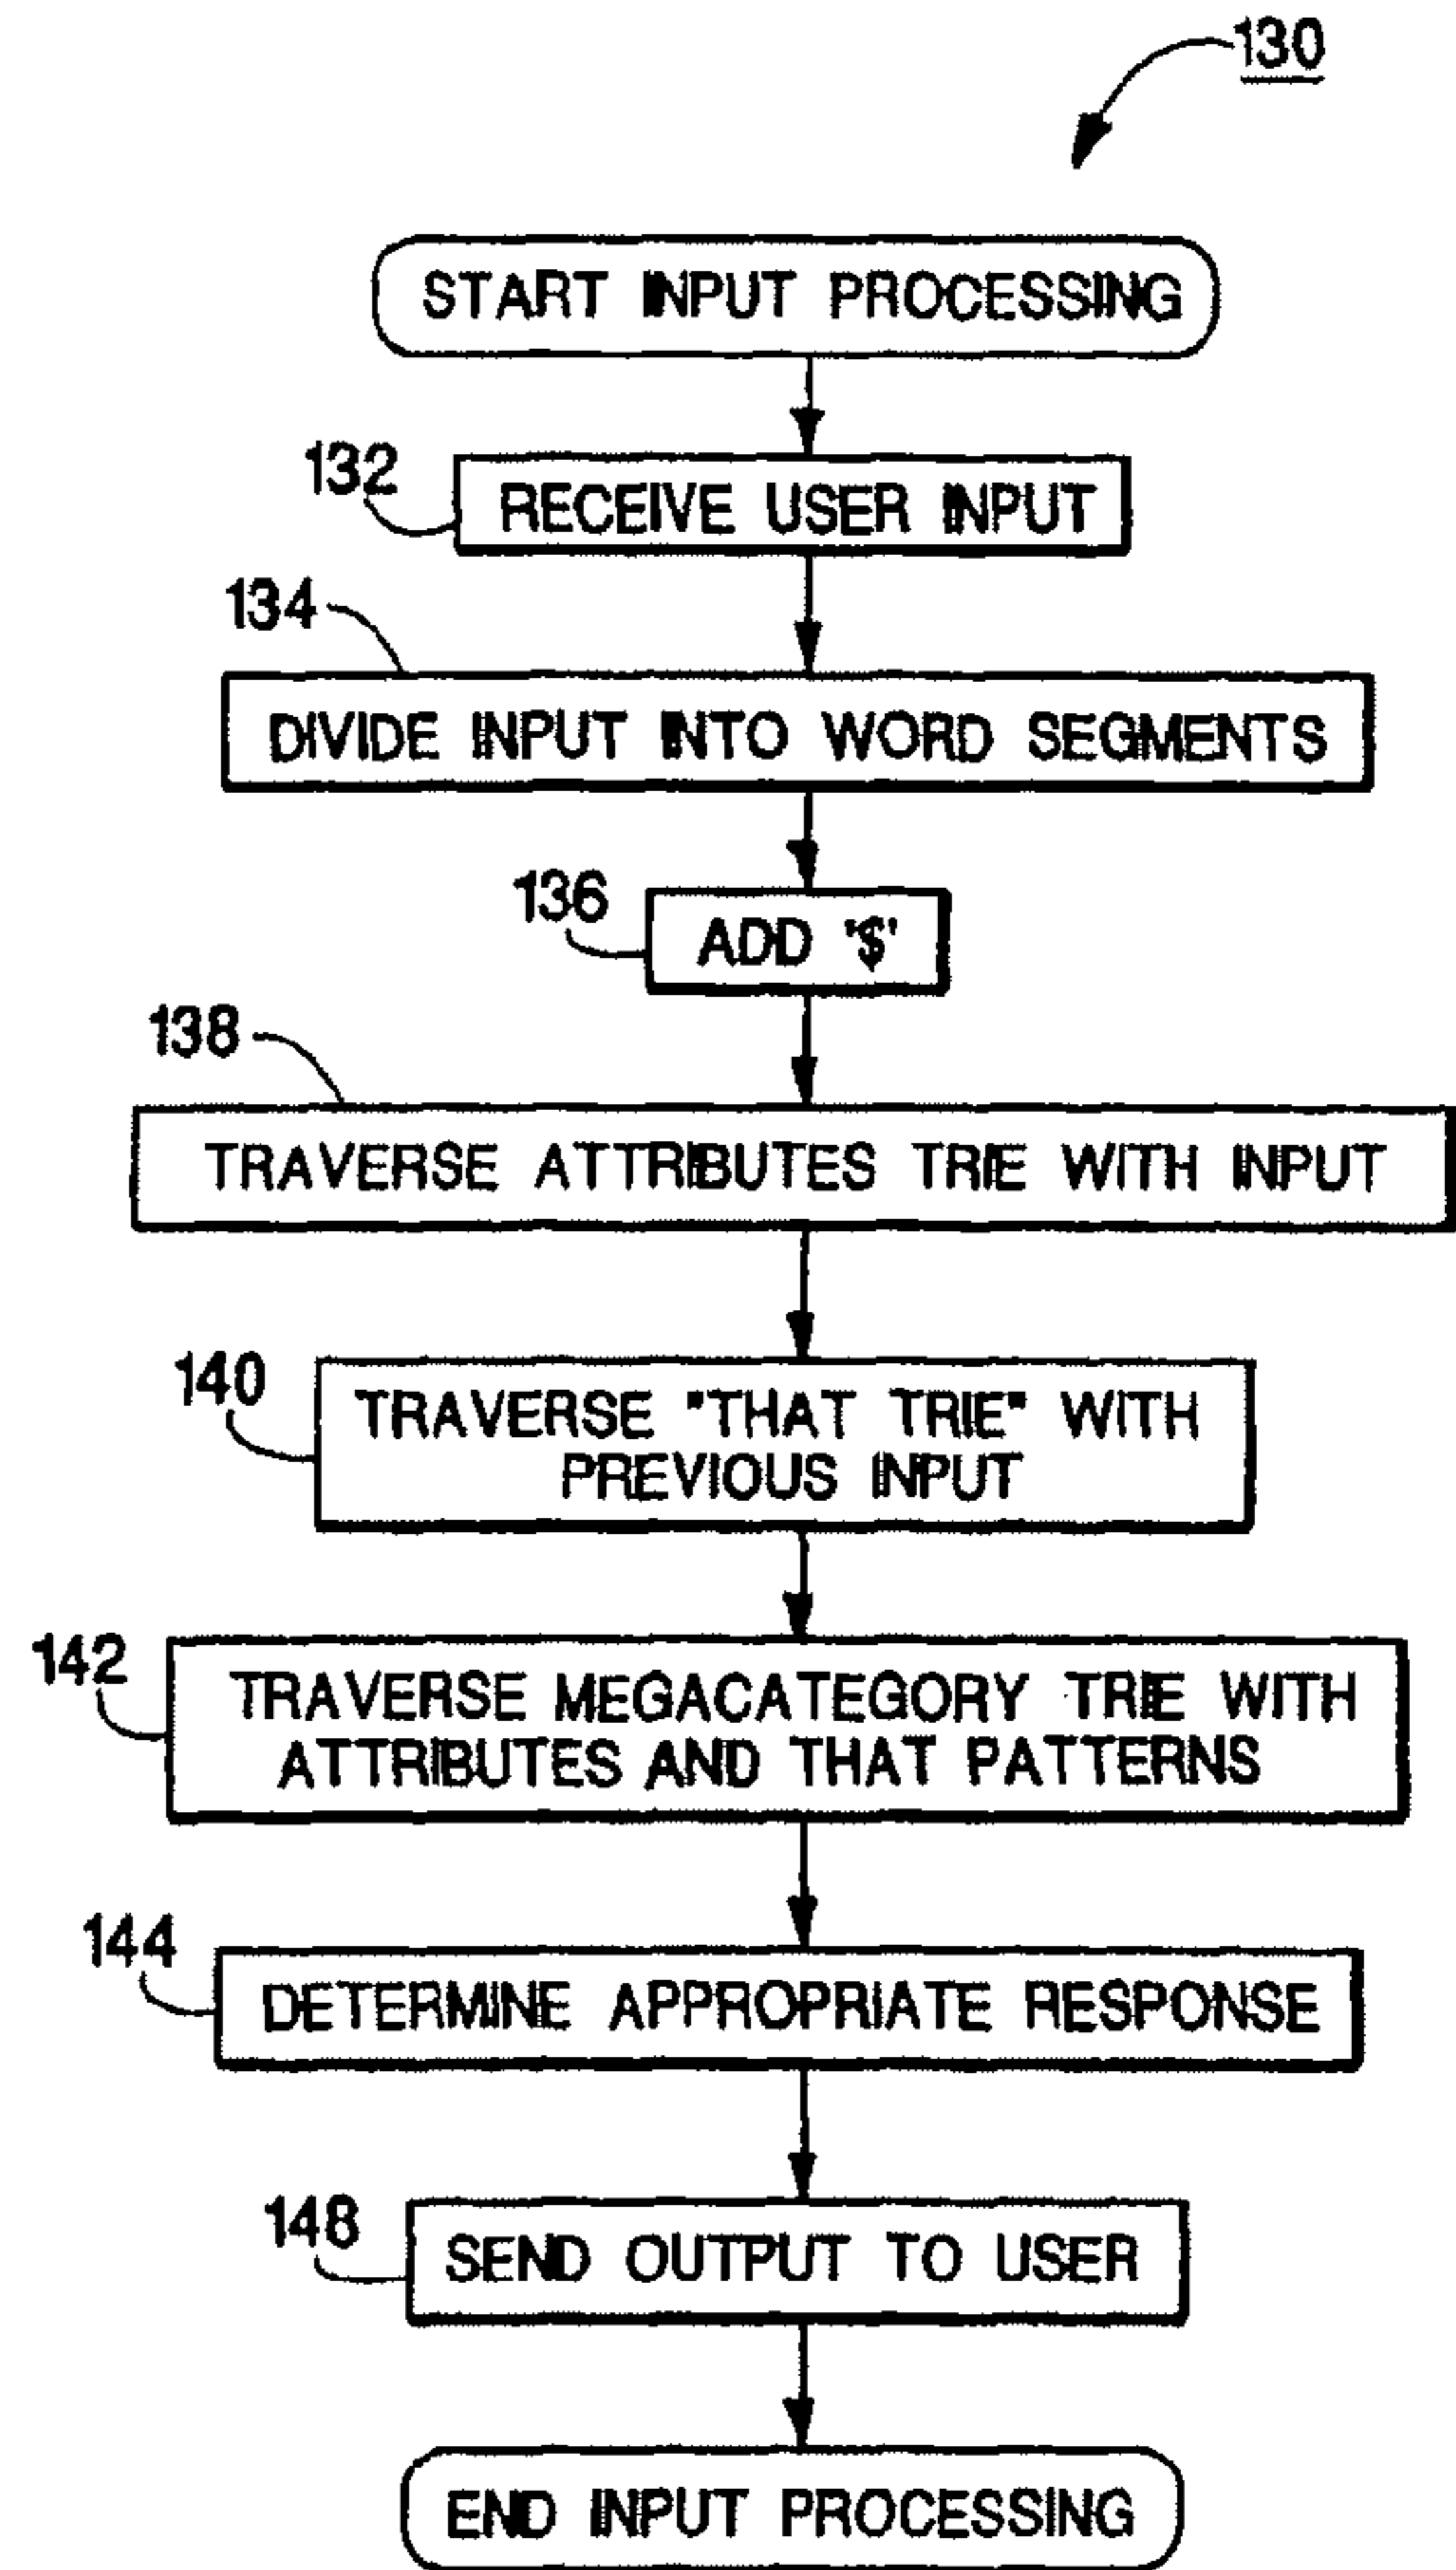 130
START INPUT PROCESSING
132
RECEIVE USER INPUT
134
DIVIDE INPUT INTO WORD SEGMENTS
136
ADD '$'
138
TRAVERSE ATTRIBUTES TRIE WITH INPUT
140
TRAVERSE "THAT TRIE" WITH
PREVIOUS INPUT
142
TRAVERSE MEGACATEGORY TRIE WITH
ATTRIBUTES AND THAT PATTERNS
144
DETERMINE APPROPRIATE RESPONSE
148
SEND OUTPUT TO USER
END INPUT PROCESSING